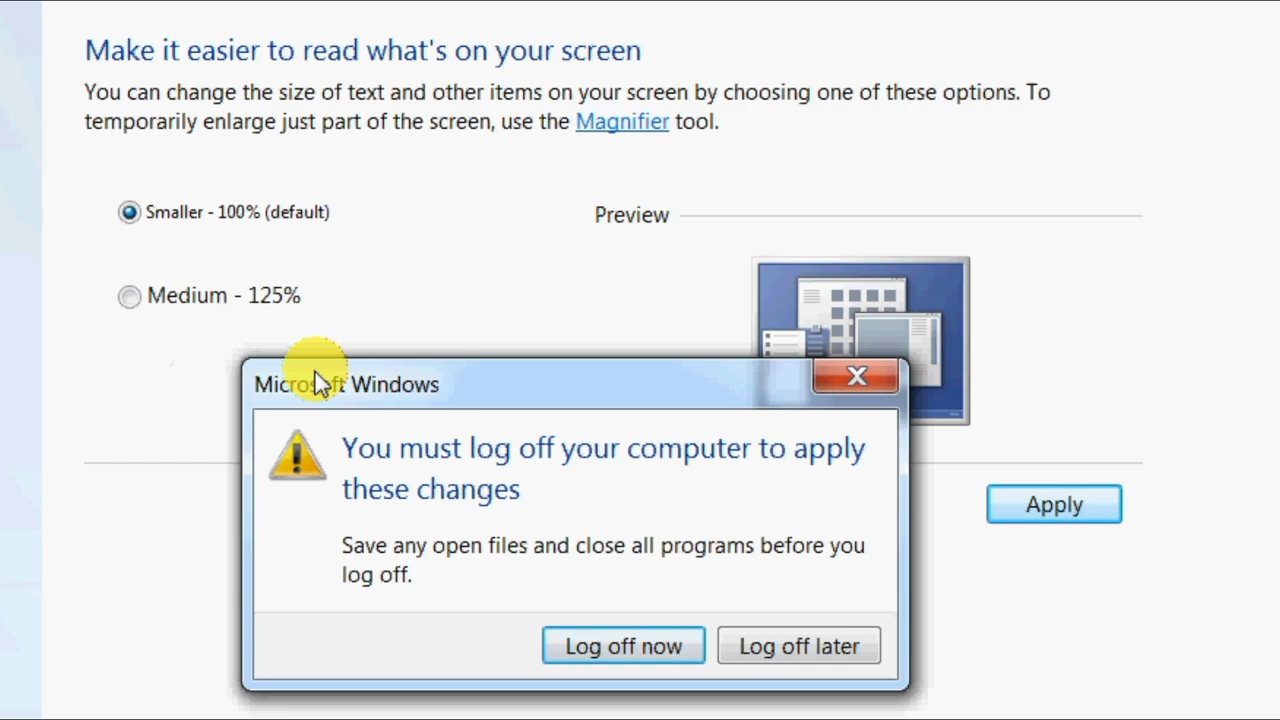 Make it easier to read what's on your screen
You can change the size of text and other items on your screen by choosing one of these options. To
temporarily enlarge just part of the screen, use the Magnifier tool.
Smaller - 100% (default)
Preview
Medium - 125%
Microsoft Windows
You must log off your computer to apply
these changes
Save any open files and close all programs before you
log off.
Log off now
Log off later
Apply